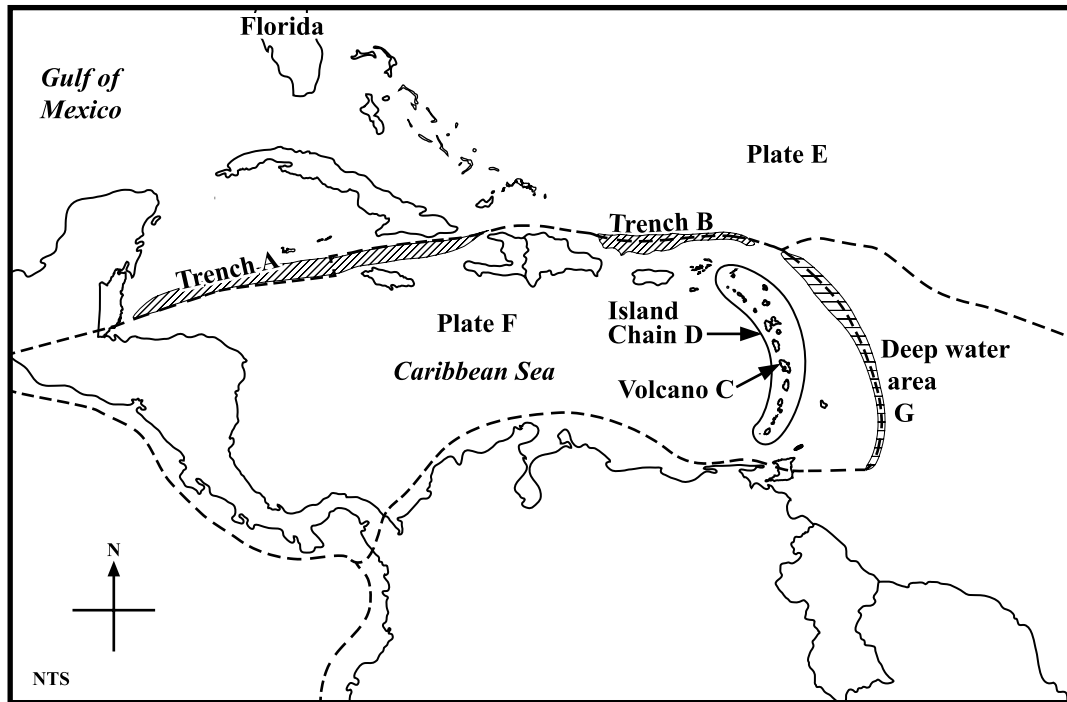 Florida
Gulf of
Mexico
Plate E
Trench B
Trench A
Island
Chain D
Plate F
Deep water
area
G
Caribbean Sea
Volcano C
N
NTS